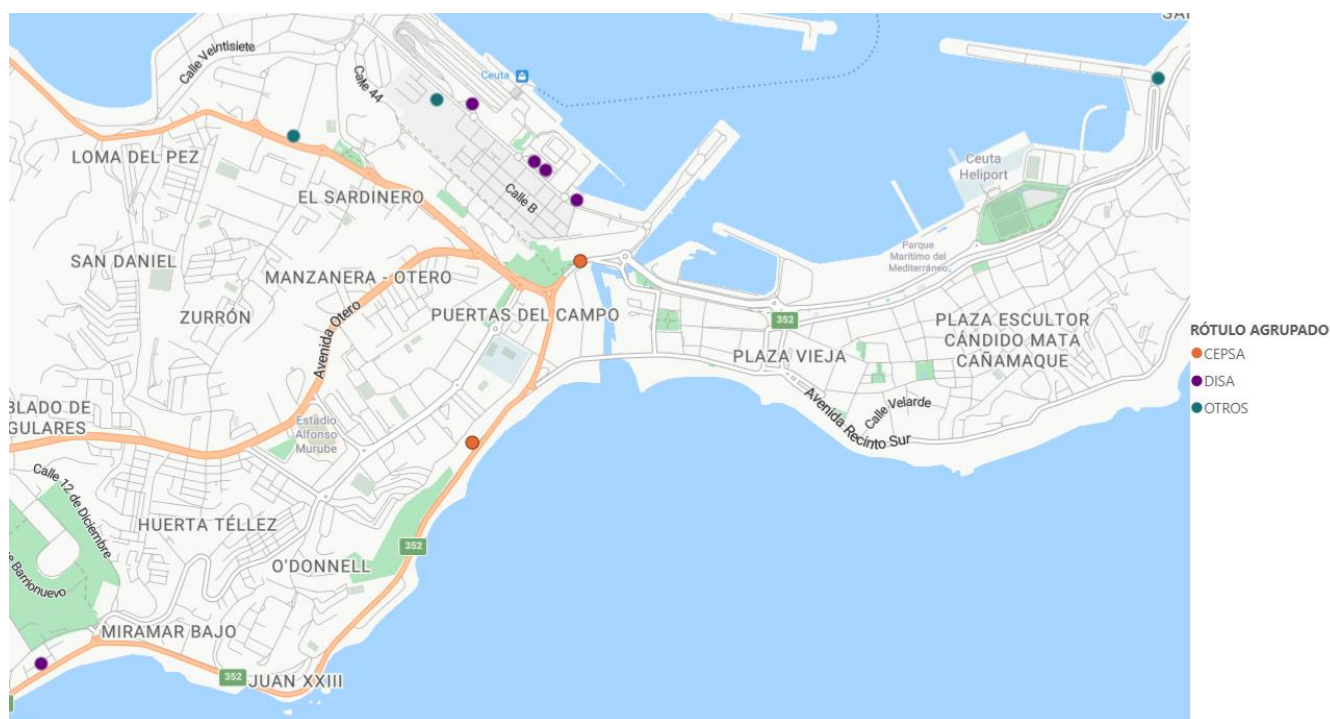 SAN
Calle Veintisiete
Calle 44
Ceuta
LOMA DEL PEZ
EL SARDINERO
Calle B
Ceuta
Heliport
SAN DANIEL
MANZANERA - OTERO
ZURRÓN
Avenida Otero
PUERTAS DEL CAMPO
Parque
Marítimo del
Mediterráneo
352
PLAZA ESCULTOR
CÁNDIDO MATA
CAÑAMAQUE
PLAZA VIEJA
RÓTULO AGRUPADO
CEPSA
DISA
OTROS
Calle Velarde
Avenida Recinto Sur
BLADO DE
GULARES
Estadio
Alfonso
Murube
Calle 12 de Diciembre
HUERTA TÉLLEZ
352
O'DONNELL
Barrionuevo
MIRAMAR BAJO
352
JUAN XXIII